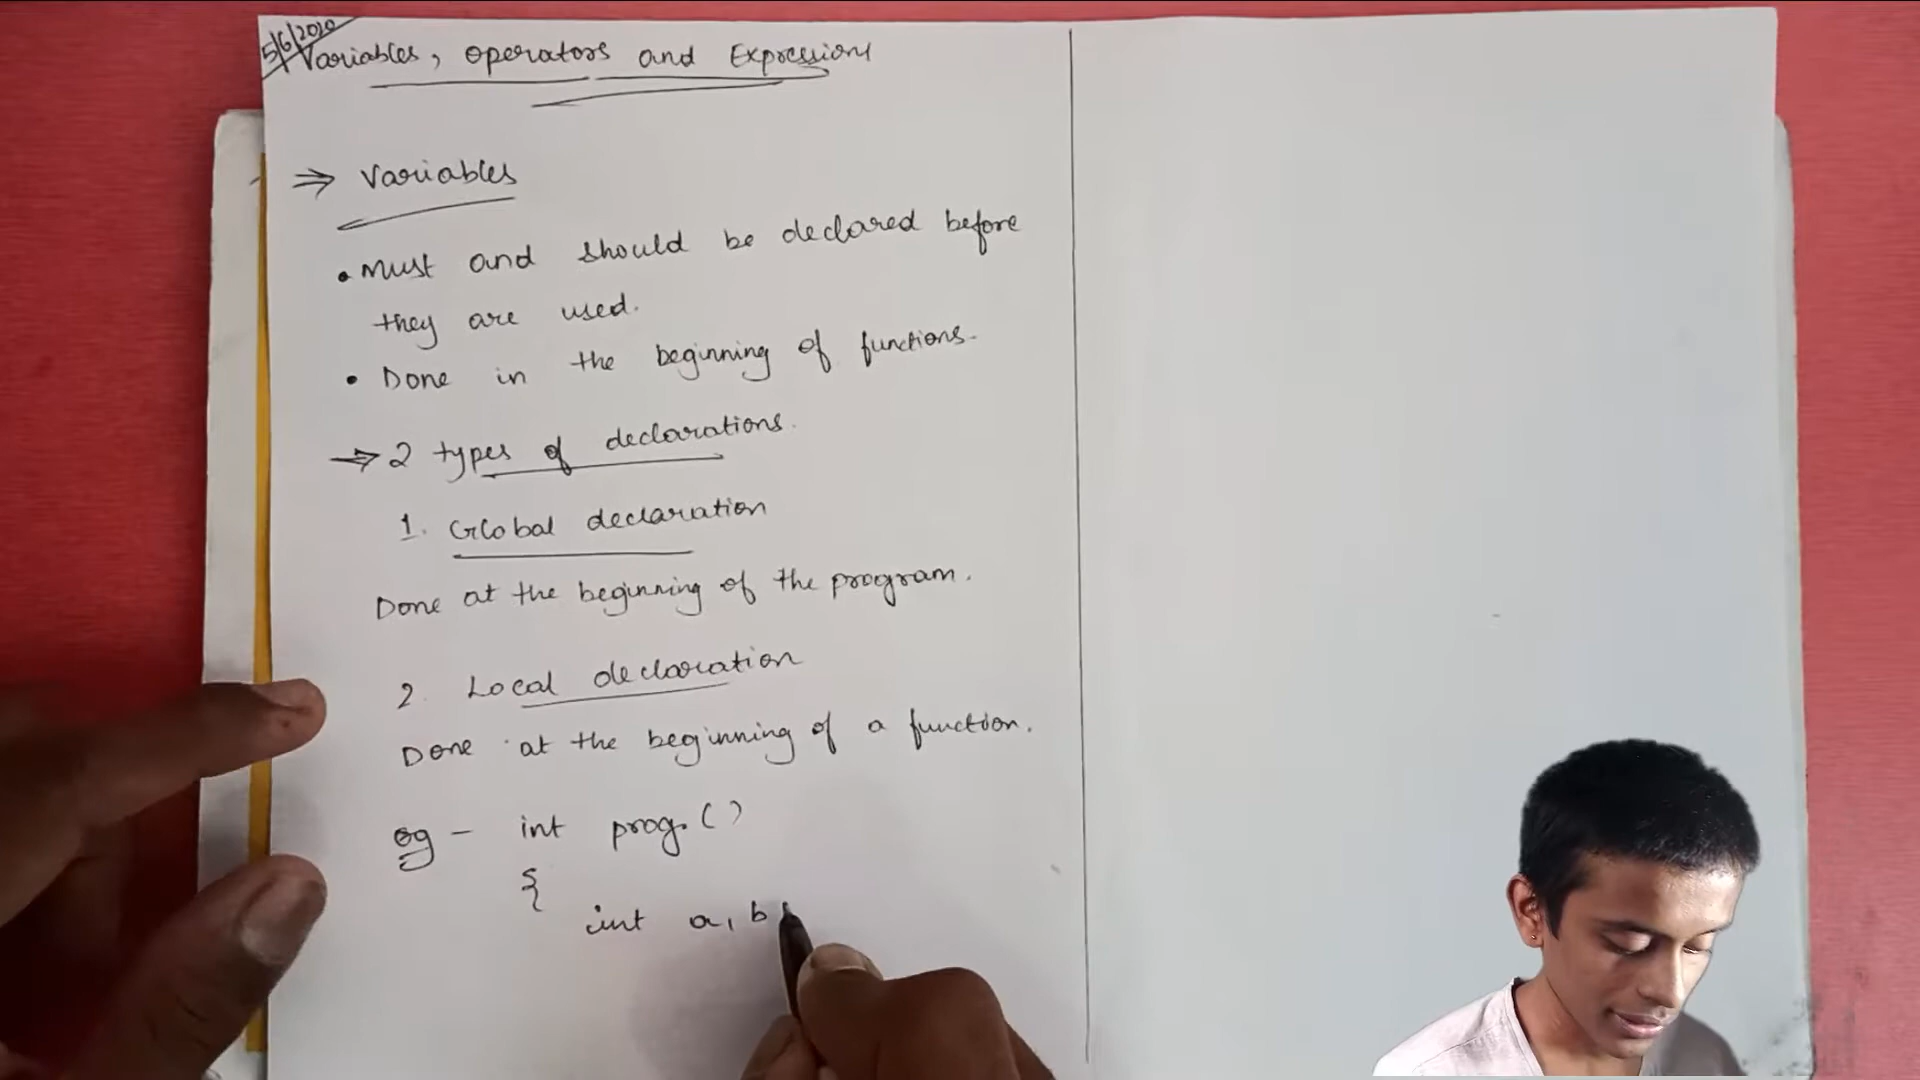 5/6/2020
Variables, operators and Expressions
⇒ Variables
• Must and should be declared before
they are used.
• Done in the beginning of functions.
⇒ 2 types of declarations.
1. Global declaration
Done at the beginning of the program.
2. Local declaration
Done at the beginning of a function.
eg - int prog.()
{
int a, b